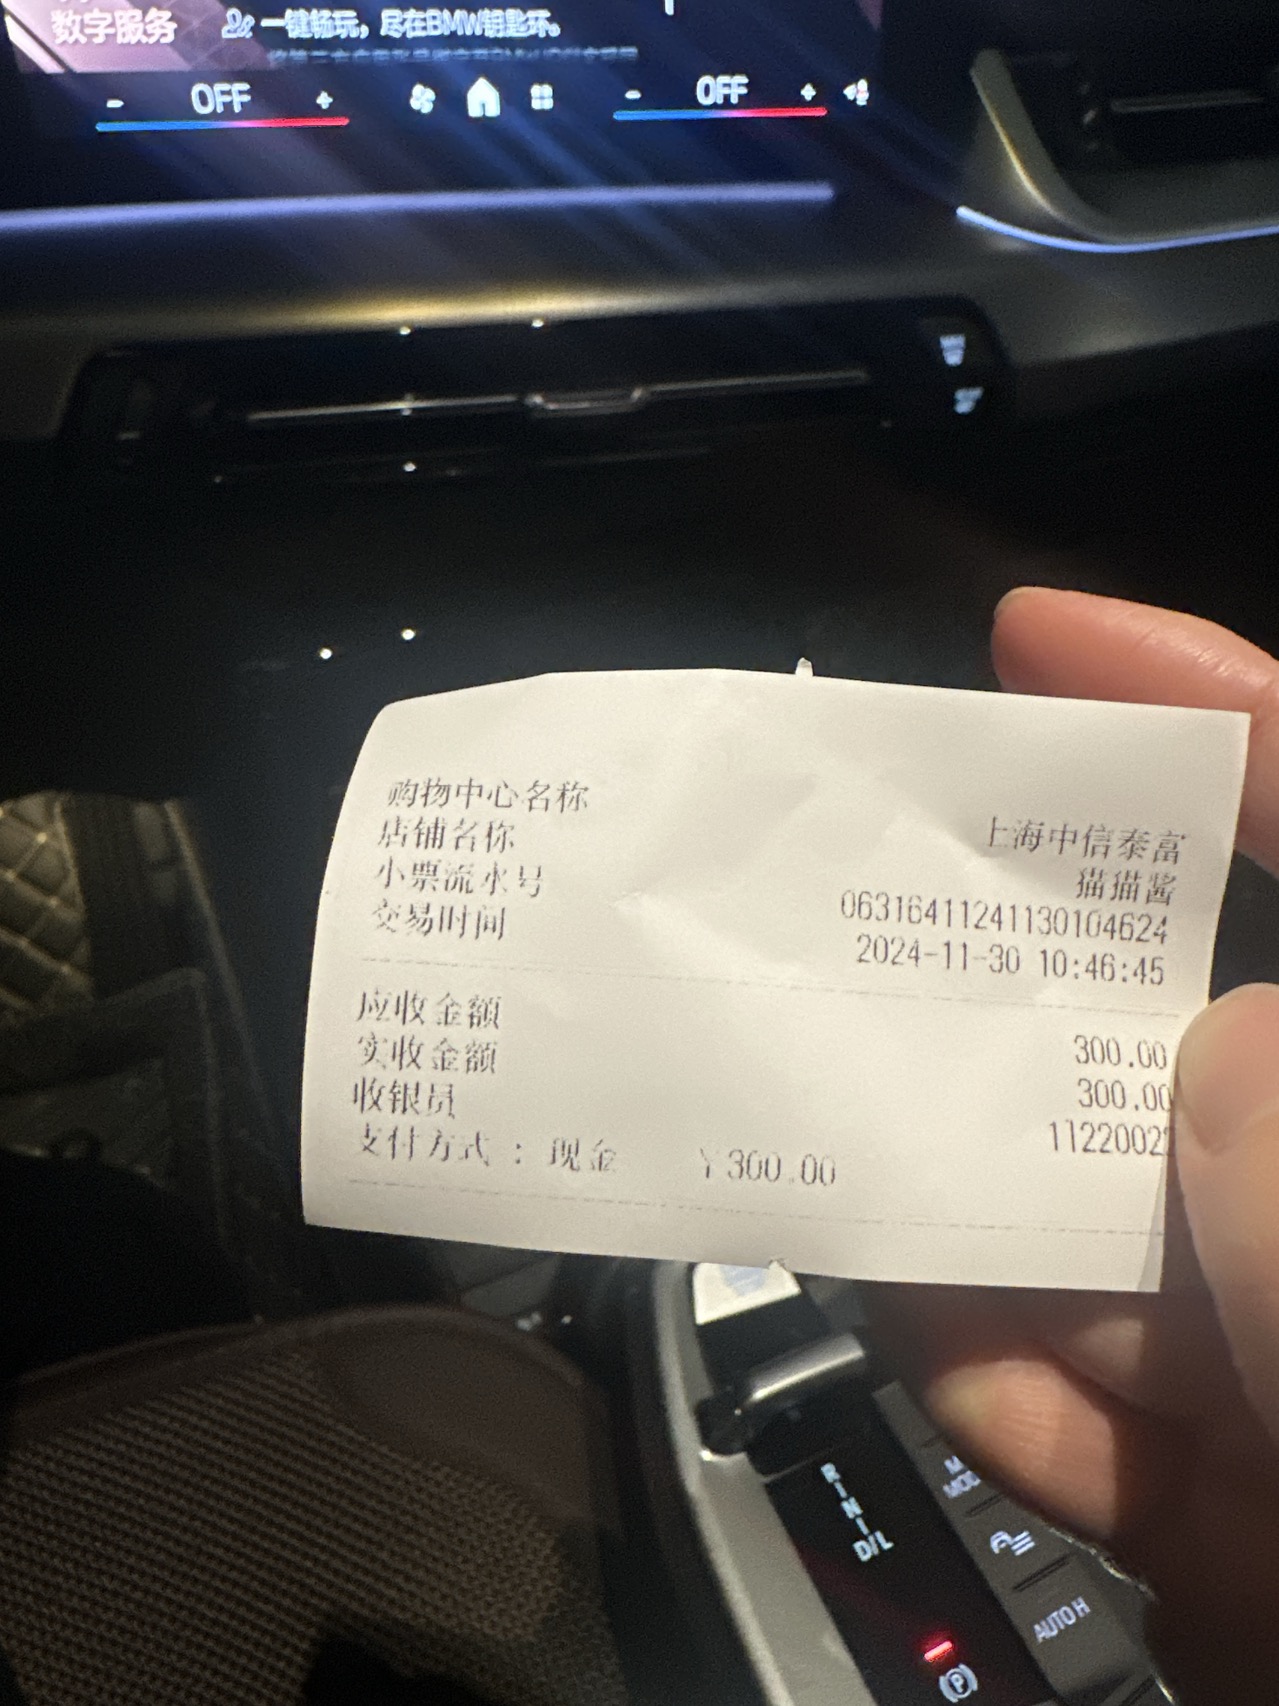 数字服务
一键畅玩，尽在BMW钥匙环。
- OFF +
- OFF +
购物中心名称 上海中信泰富
店铺名称 猫猫酱
小票流水号 06316411241130104624
交易时间 2024-11-30 10:46:45
应收金额 300.00
实收金额 300.00
收银员 1122002
支付方式 : 现金 ￥300.00
R
N
D/L
AUTO H
P